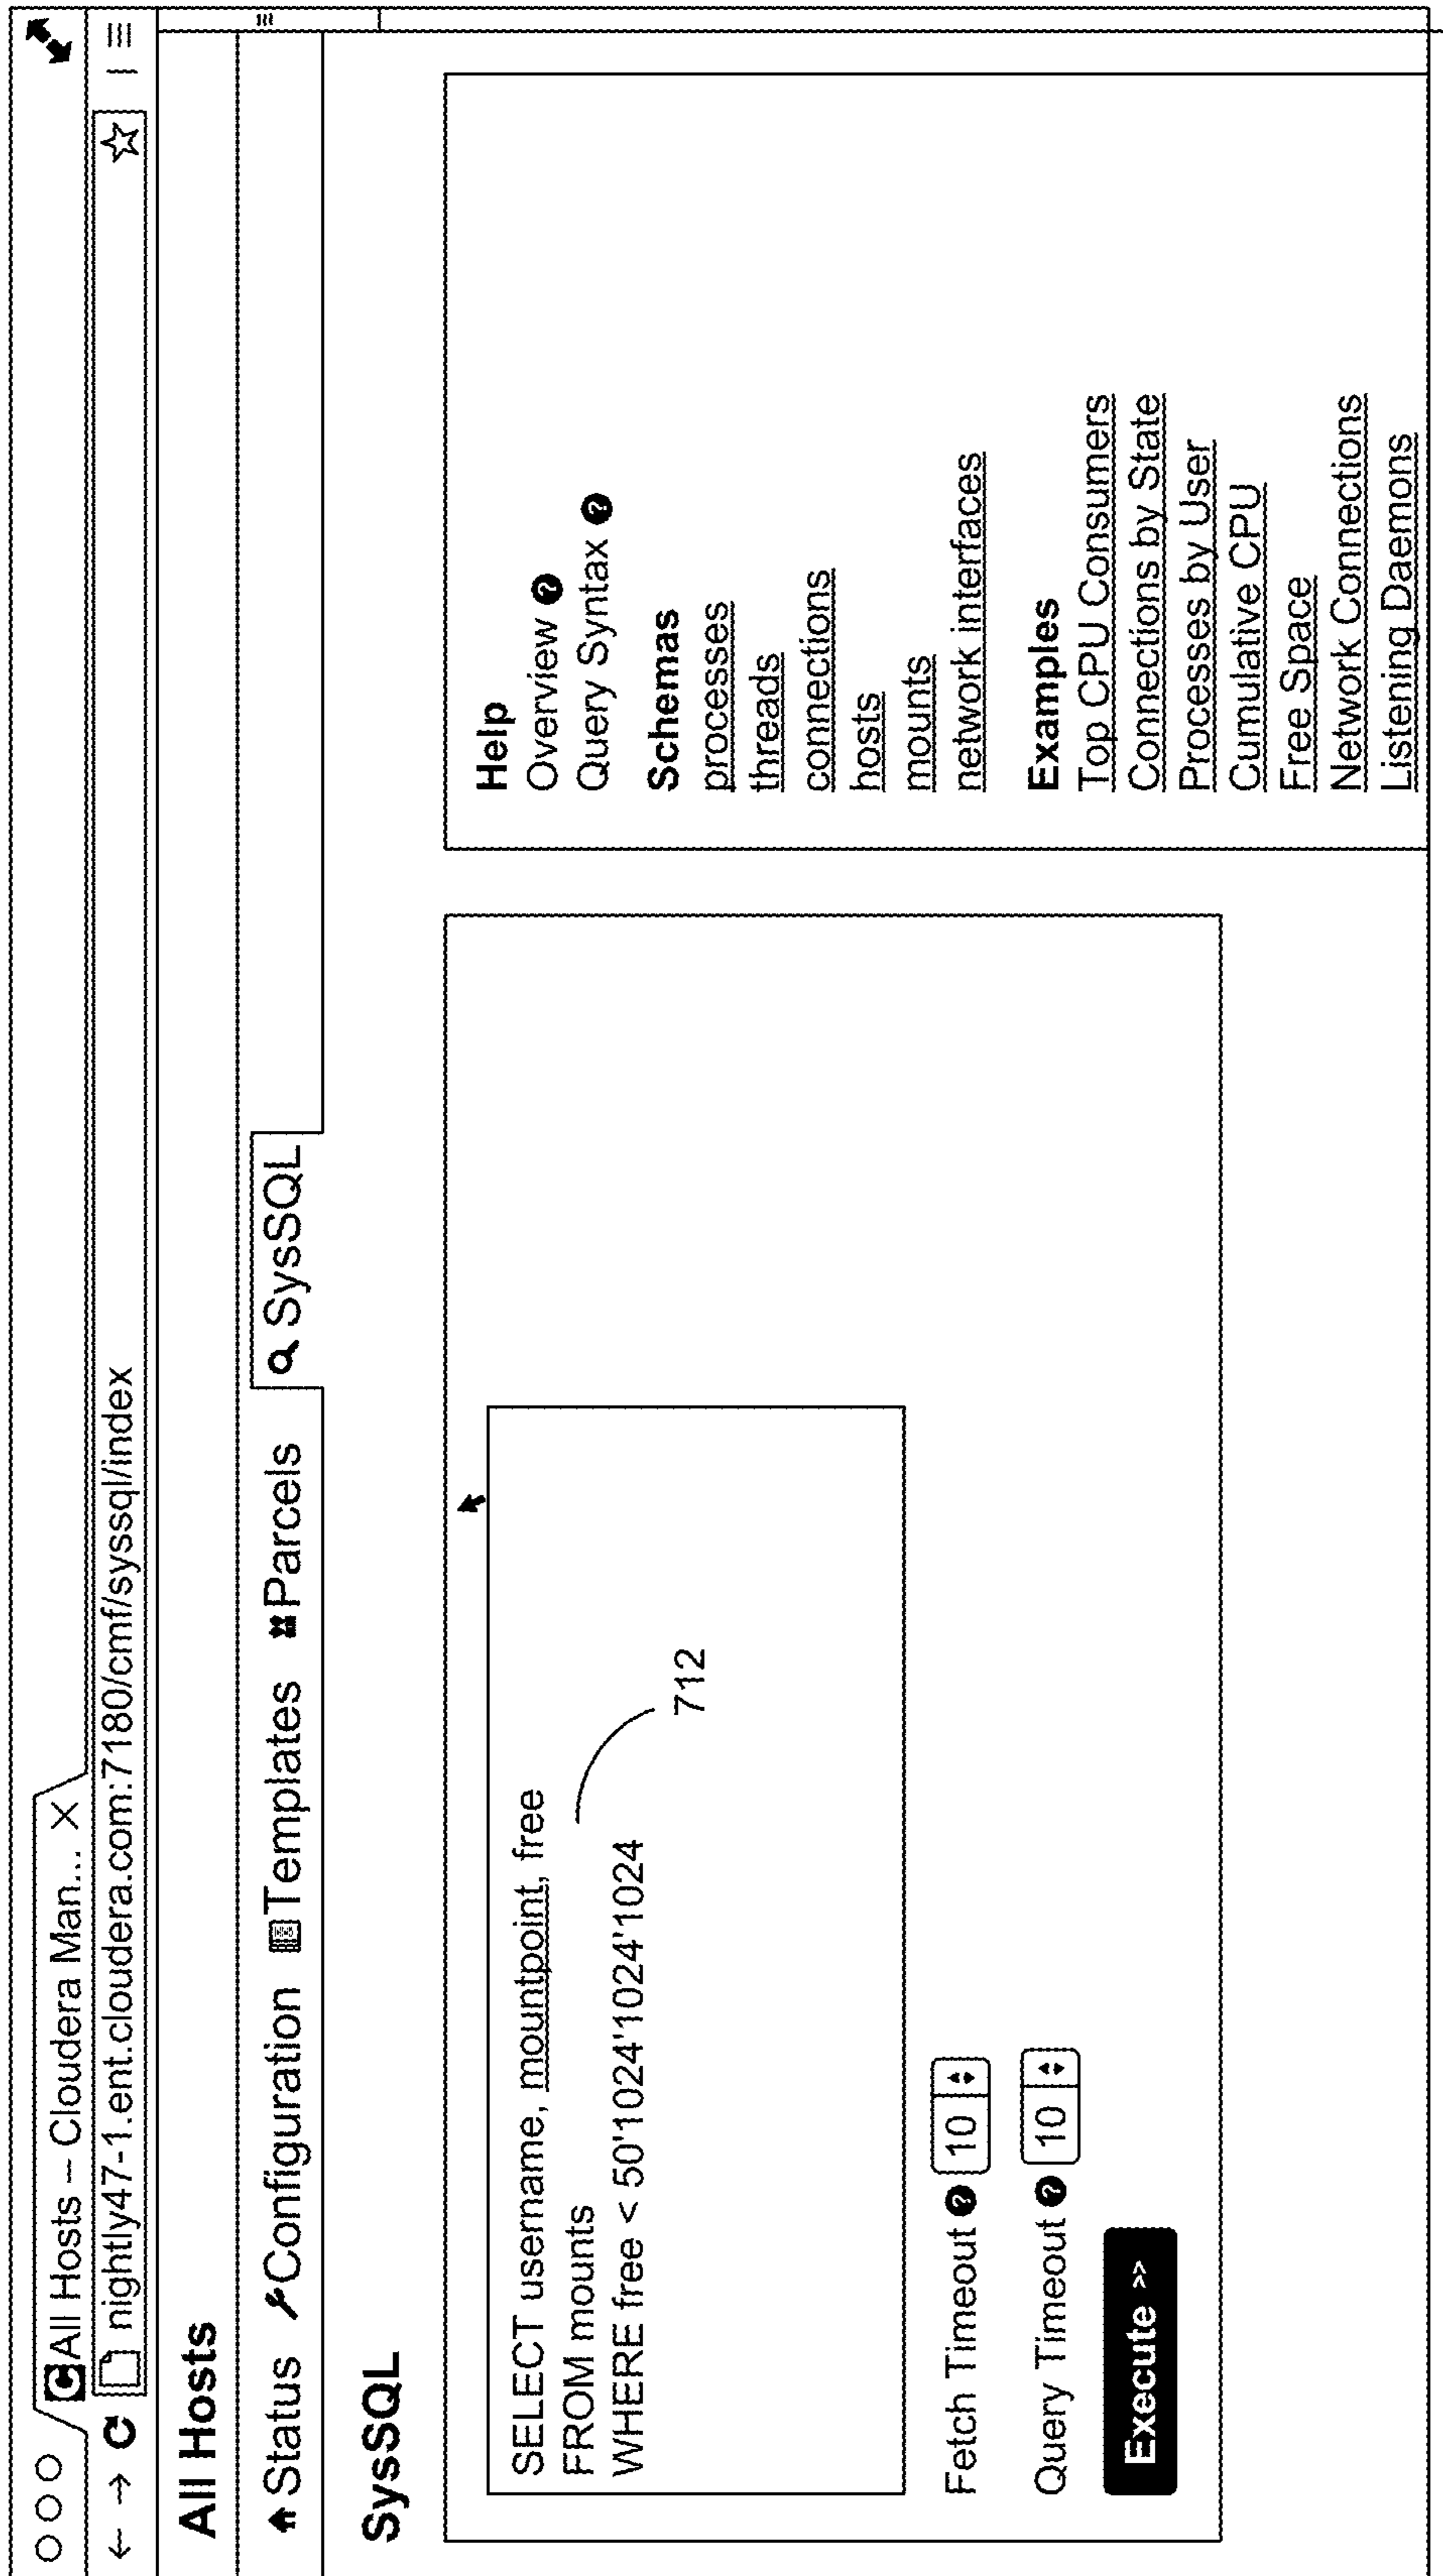 All Hosts – Cloudera Man... X
nightly47-1.ent.cloudera.com:7180/cmf/syssql/index
All Hosts
Status Configuration Templates Parcels SysSQL
SysSQL
SELECT username, mountpoint, free
FROM mounts
WHERE free < 50'1024'1024'1024
712
Fetch Timeout ? 10
Query Timeout ? 10
Execute >>
Help
Overview ?
Query Syntax ?
Schemas
processes
threads
connections
hosts
mounts
network interfaces
Examples
Top CPU Consumers
Connections by State
Processes by User
Cumulative CPU
Free Space
Network Connections
Listening Daemons